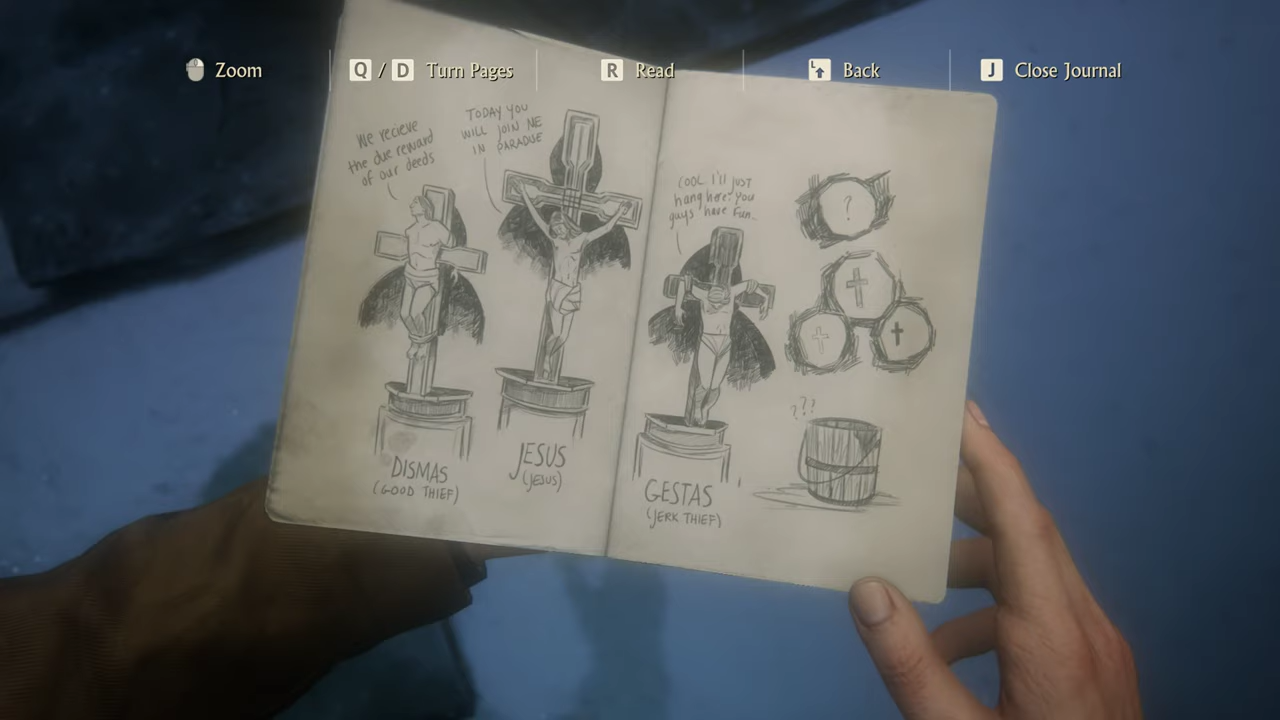 Zoom
Q / D Turn Pages
R Read
Back
J Close Journal
We recieve
the due reward
of our deeds
TODAY YOU
WILL JOIN ME
IN PARADISE
COOL. I'll JUST
hang here. You
guys have fun..
?
DISMAS
(GOOD THIEF)
JESUS
(JESUS)
GESTAS
(JERK THIEF)
???